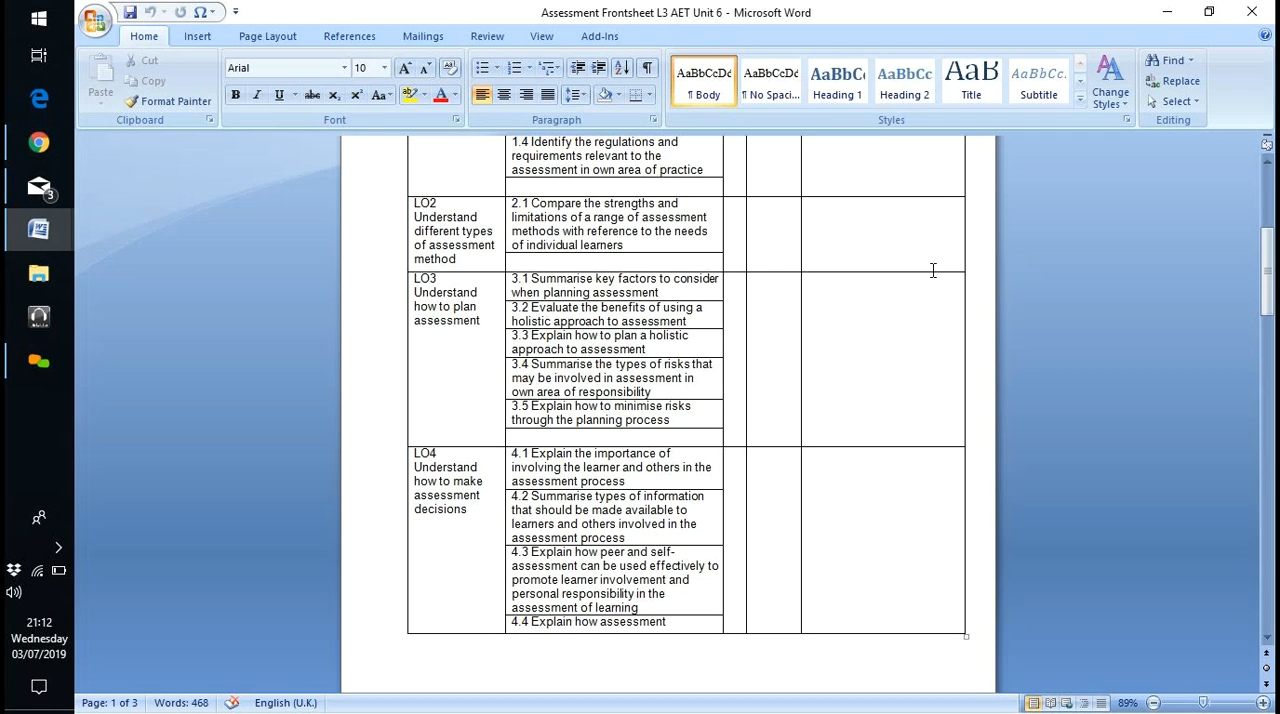 Assessment Frontsheet L3 AET Unit 6 - Microsoft Word
Home Insert Page Layout References Mailings Review View Add-Ins
Paste
Cut
Copy
Format Painter
Clipboard
Arial 10
B I U abc X₂ X² Aa
Font
Paragraph
AaBbCcDd AaBbCcDd AaBbCc AaBbCc AaB AaBbCc.
¶ Body ¶ No Spaci... Heading 1 Heading 2 Title Subtitle
Change
Styles
Styles
Find
Replace
Select
Editing
1.4 Identify the regulations and
requirements relevant to the
assessment in own area of practice
LO2
Understand
different types
of assessment
method
2.1 Compare the strengths and
limitations of a range of assessment
methods with reference to the needs
of individual learners
LO3
Understand
how to plan
assessment
3.1 Summarise key factors to consider
when planning assessment
3.2 Evaluate the benefits of using a
holistic approach to assessment
3.3 Explain how to plan a holistic
approach to assessment
3.4 Summarise the types of risks that
may be involved in assessment in
own area of responsibility
3.5 Explain how to minimise risks
through the planning process
LO4
Understand
how to make
assessment
decisions
4.1 Explain the importance of
involving the learner and others in the
assessment process
4.2 Summarise types of information
that should be made available to
learners and others involved in the
assessment process
4.3 Explain how peer and self-
assessment can be used effectively to
promote learner involvement and
personal responsibility in the
assessment of learning
4.4 Explain how assessment
3
21:12
Wednesday
03/07/2019
Page: 1 of 3 Words: 468 English (U.K.) 89%